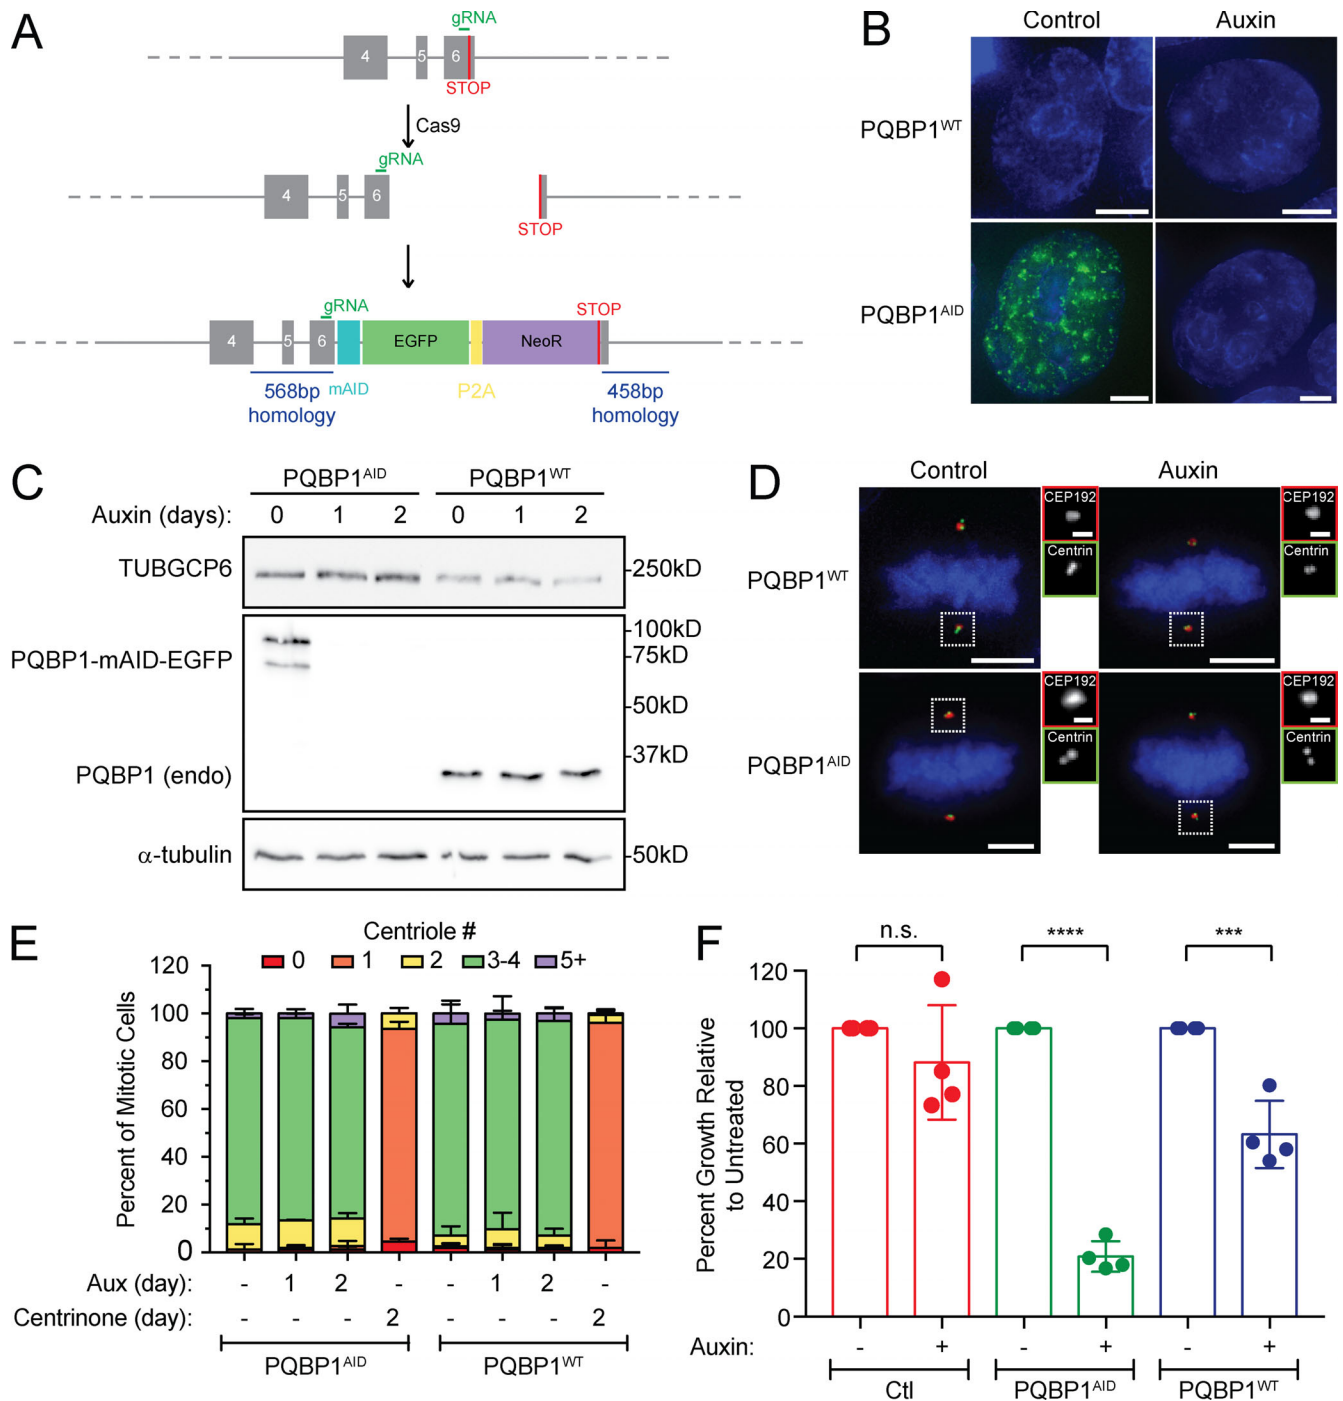 A
gRNA
4
5
6
STOP
Cas9
gRNA
4
5
6
STOP
gRNA
STOP
4
5
6
EGFP
NeoR
568bp
homology
mAID
P2A
458bp
homology
B
Control
Auxin
PQBP1WT
PQBP1AID
C
PQBP1AID
PQBP1WT
Auxin (days):
0
1
2
0
1
2
TUBGCP6
-250kD
PQBP1-mAID-EGFP
-100kD
-75kD
-50kD
-37kD
PQBP1 (endo)
α-tubulin
-50kD
D
Control
Auxin
PQBP1WT
CEP192
Centrin
CEP192
Centrin
PQBP1AID
CEP192
Centrin
CEP192
Centrin
E
Centriole #
0
1
2
3-4
5+
Percent of Mitotic Cells
120
100
80
60
40
20
0
Aux (day):
-
1
2
-
-
1
2
-
Centrinone (day):
-
-
-
2
-
-
-
2
PQBP1AID
PQBP1WT
F
n.s.
****
***
Percent Growth Relative
to Untreated
120
100
80
60
40
20
0
Auxin:
-
+
-
+
-
+
Ctl
PQBP1AID
PQBP1WT